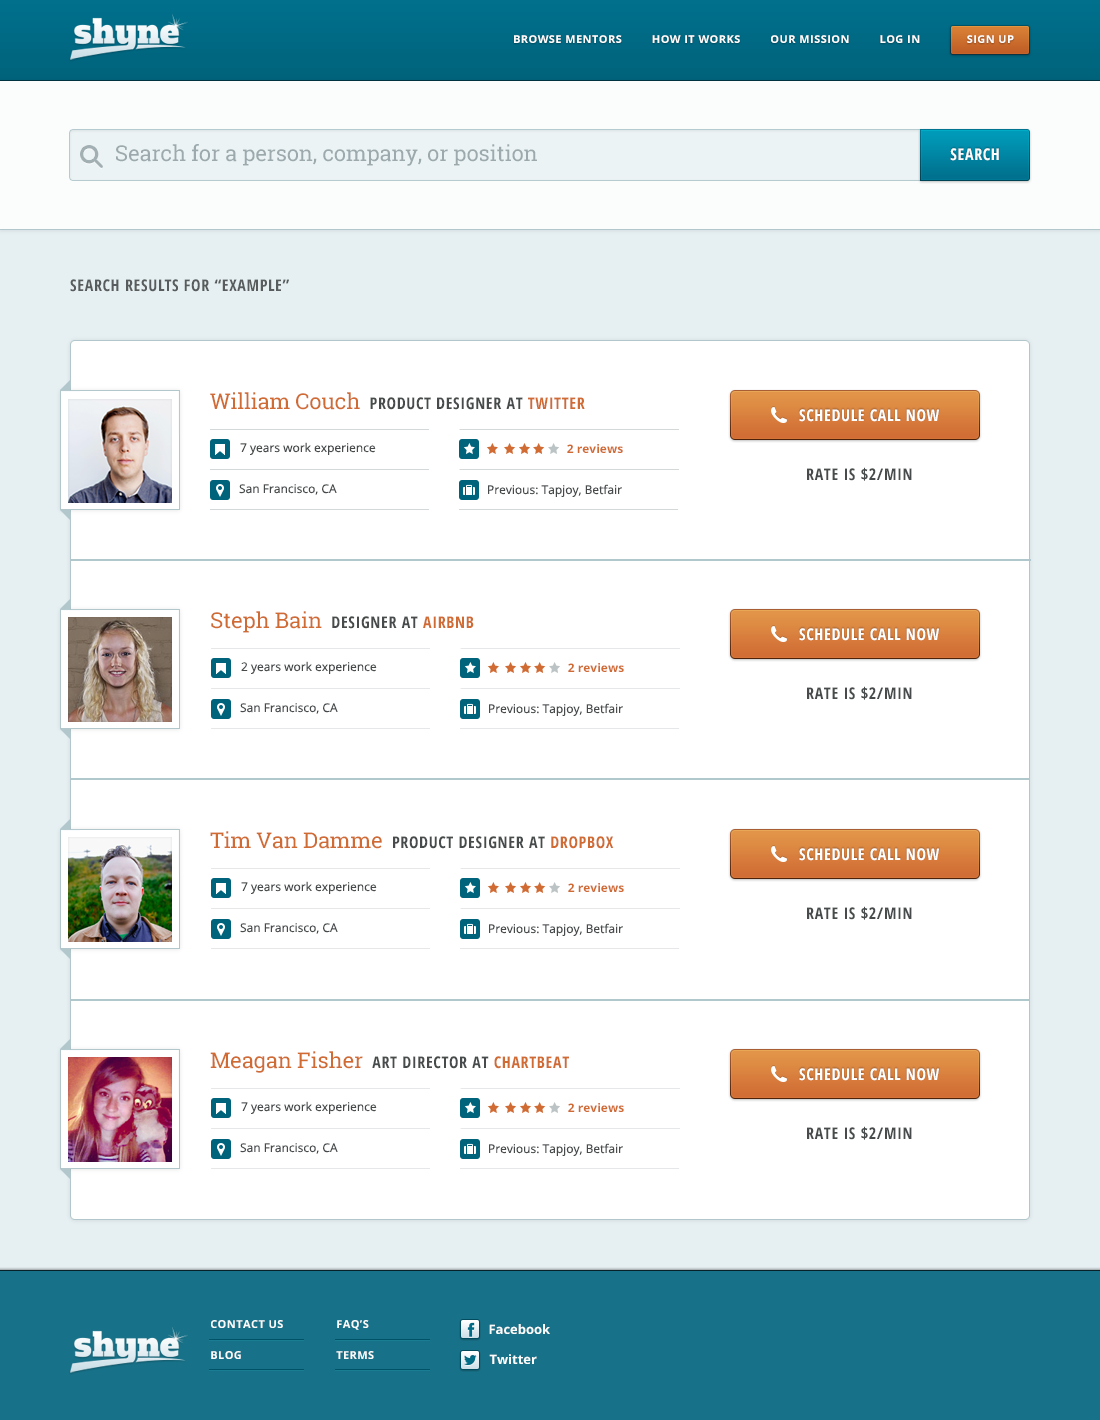 shyne
BROWSE MENTORS HOW IT WORKS OUR MISSION LOG IN SIGN UP
Search for a person, company, or position SEARCH
SEARCH RESULTS FOR “EXAMPLE”
William Couch PRODUCT DESIGNER AT TWITTER
7 years work experience
2 reviews
San Francisco, CA
Previous: Tapjoy, Betfair
SCHEDULE CALL NOW
RATE IS $2/MIN
Steph Bain DESIGNER AT AIRBNB
2 years work experience
2 reviews
San Francisco, CA
Previous: Tapjoy, Betfair
SCHEDULE CALL NOW
RATE IS $2/MIN
Tim Van Damme PRODUCT DESIGNER AT DROPBOX
7 years work experience
2 reviews
San Francisco, CA
Previous: Tapjoy, Betfair
SCHEDULE CALL NOW
RATE IS $2/MIN
Meagan Fisher ART DIRECTOR AT CHARTBEAT
7 years work experience
2 reviews
San Francisco, CA
Previous: Tapjoy, Betfair
SCHEDULE CALL NOW
RATE IS $2/MIN
shyne
CONTACT US
BLOG
FAQ’S
TERMS
Facebook
Twitter